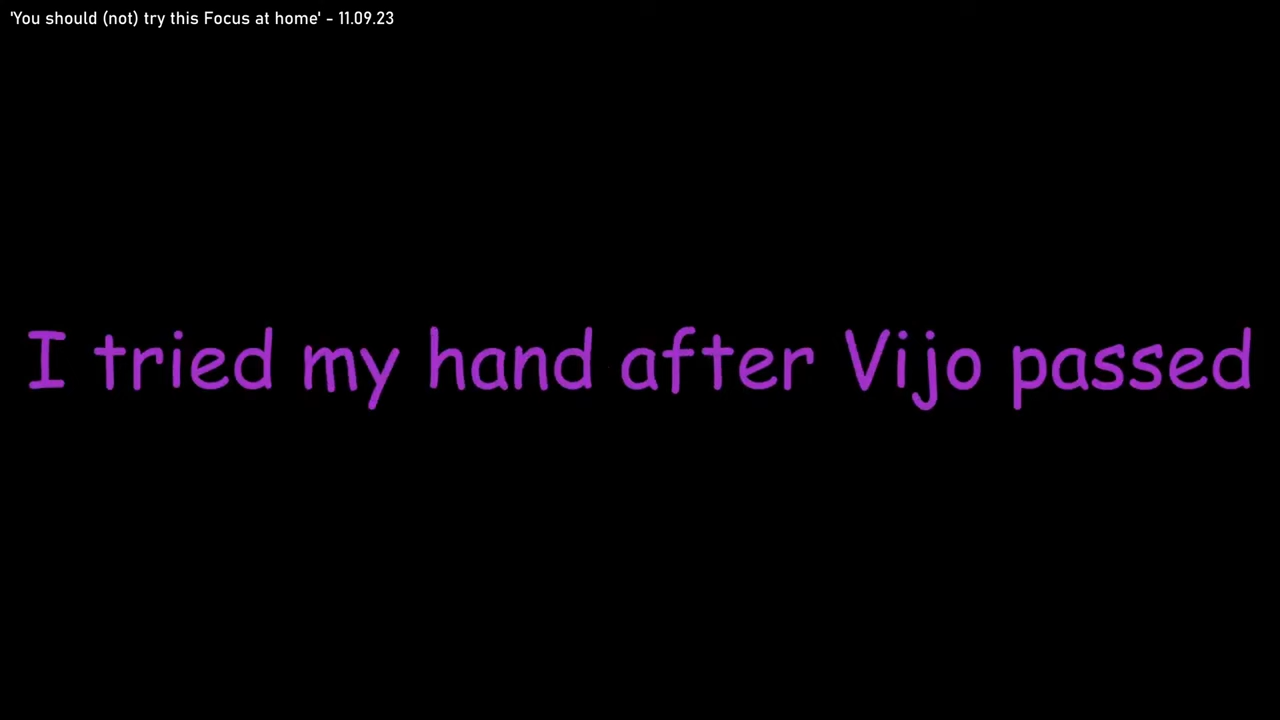 'You should (not) try this Focus at home' - 11.09.23
I tried my hand after Vijo passed